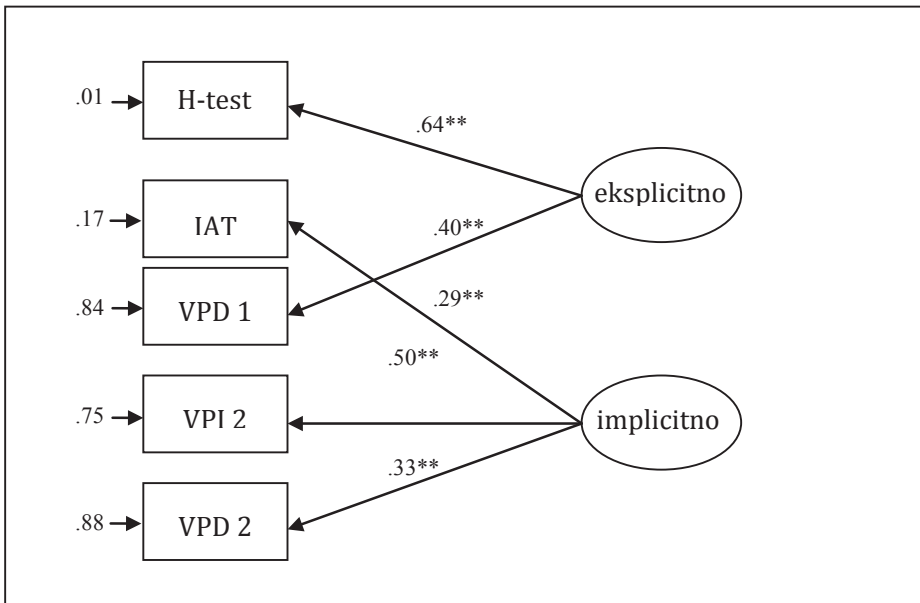 .01
H-test
.64**
eksplicitno
.17
IAT
.40**
.84
VPD 1
.29**
.50**
.75
VPI 2
implicitno
.33**
.88
VPD 2